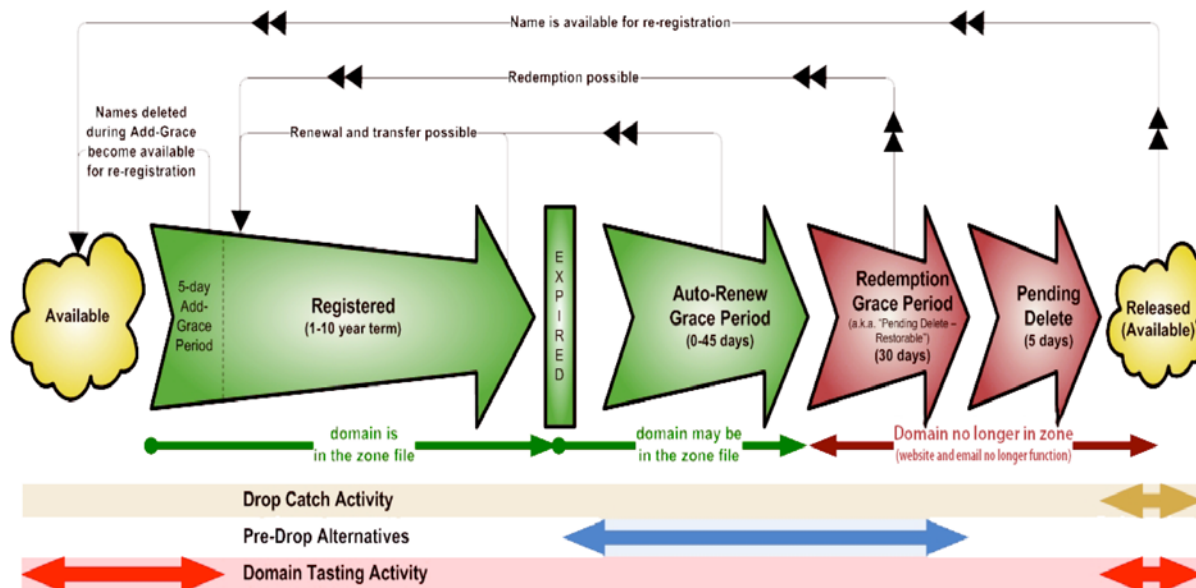 Name is available for re-registration
Redemption possible
Names deleted
during Add-Grace
become available
for re-registration
Renewal and transfer possible
Available
5-day
Add-
Grace
Period
Registered
(1-10 year term)
EXPIRED
Auto-Renew
Grace Period
(0-45 days)
Redemption
Grace Period
(a.k.a. "Pending Delete –
Restorable")
(30 days)
Pending
Delete
(5 days)
Released
(Available)
domain is
in the zone file
domain may be
in the zone file
Domain no longer in zone
(website and email no longer function)
Drop Catch Activity
Pre-Drop Alternatives
Domain Tasting Activity